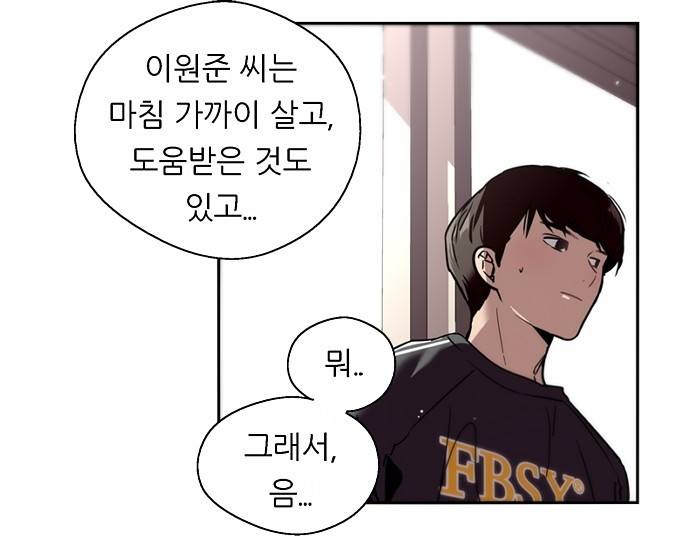 이원준 씨는
마침 가까이 살고,
도움받은 것도
있고...
뭐..
그래서,
음...
FBSY®